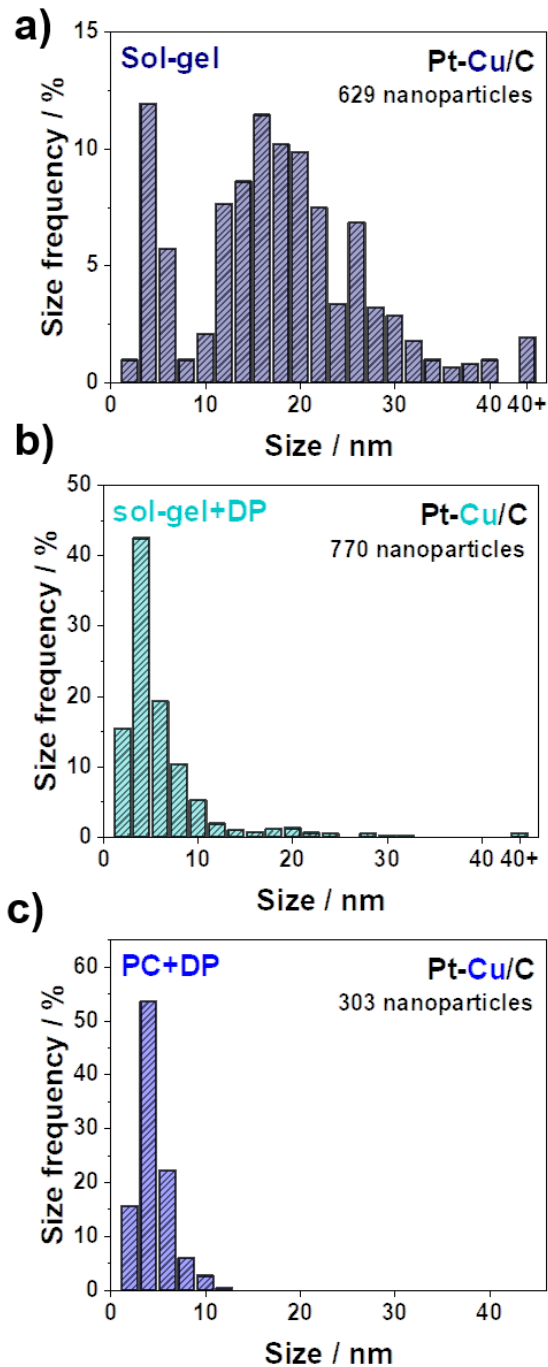 a)
Sol-gel
Pt-Cu/C
629 nanoparticles
Size frequency / %
15
10
5
0
0 10 20 30 40 40+
Size / nm
b)
sol-gel+DP
Pt-Cu/C
770 nanoparticles
Size frequency / %
50
40
30
20
10
0
0 10 20 30 40 40+
Size / nm
c)
PC+DP
Pt-Cu/C
303 nanoparticles
Size frequency / %
60
50
40
30
20
10
0
0 10 20 30 40
Size / nm